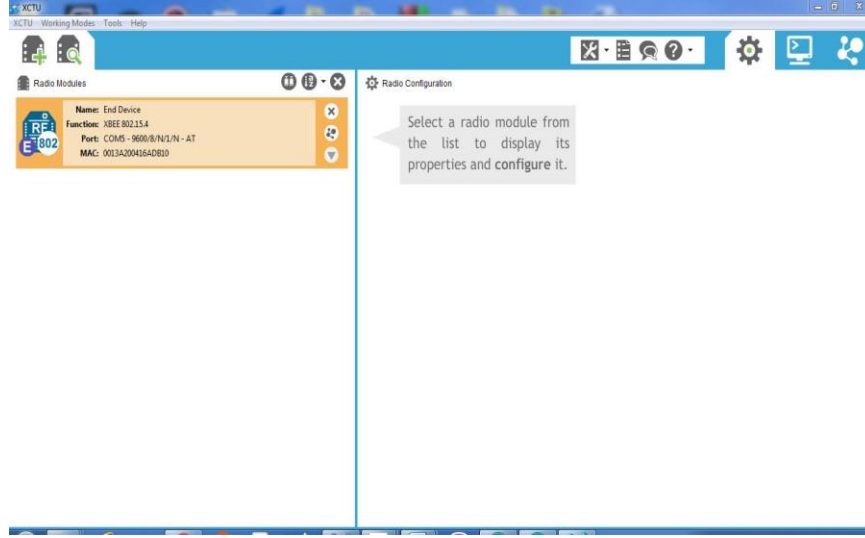 XCTU
XCTU Working Modes Tools Help
Radio Modules
Name: End Device
Function: XBEE 802.15.4
Port: COM5 - 9600/8/N/1/N - AT
MAC: 0013A200416ADB10
RF
E 802
Radio Configuration
Select a radio module from
the list to display its
properties and configure it.